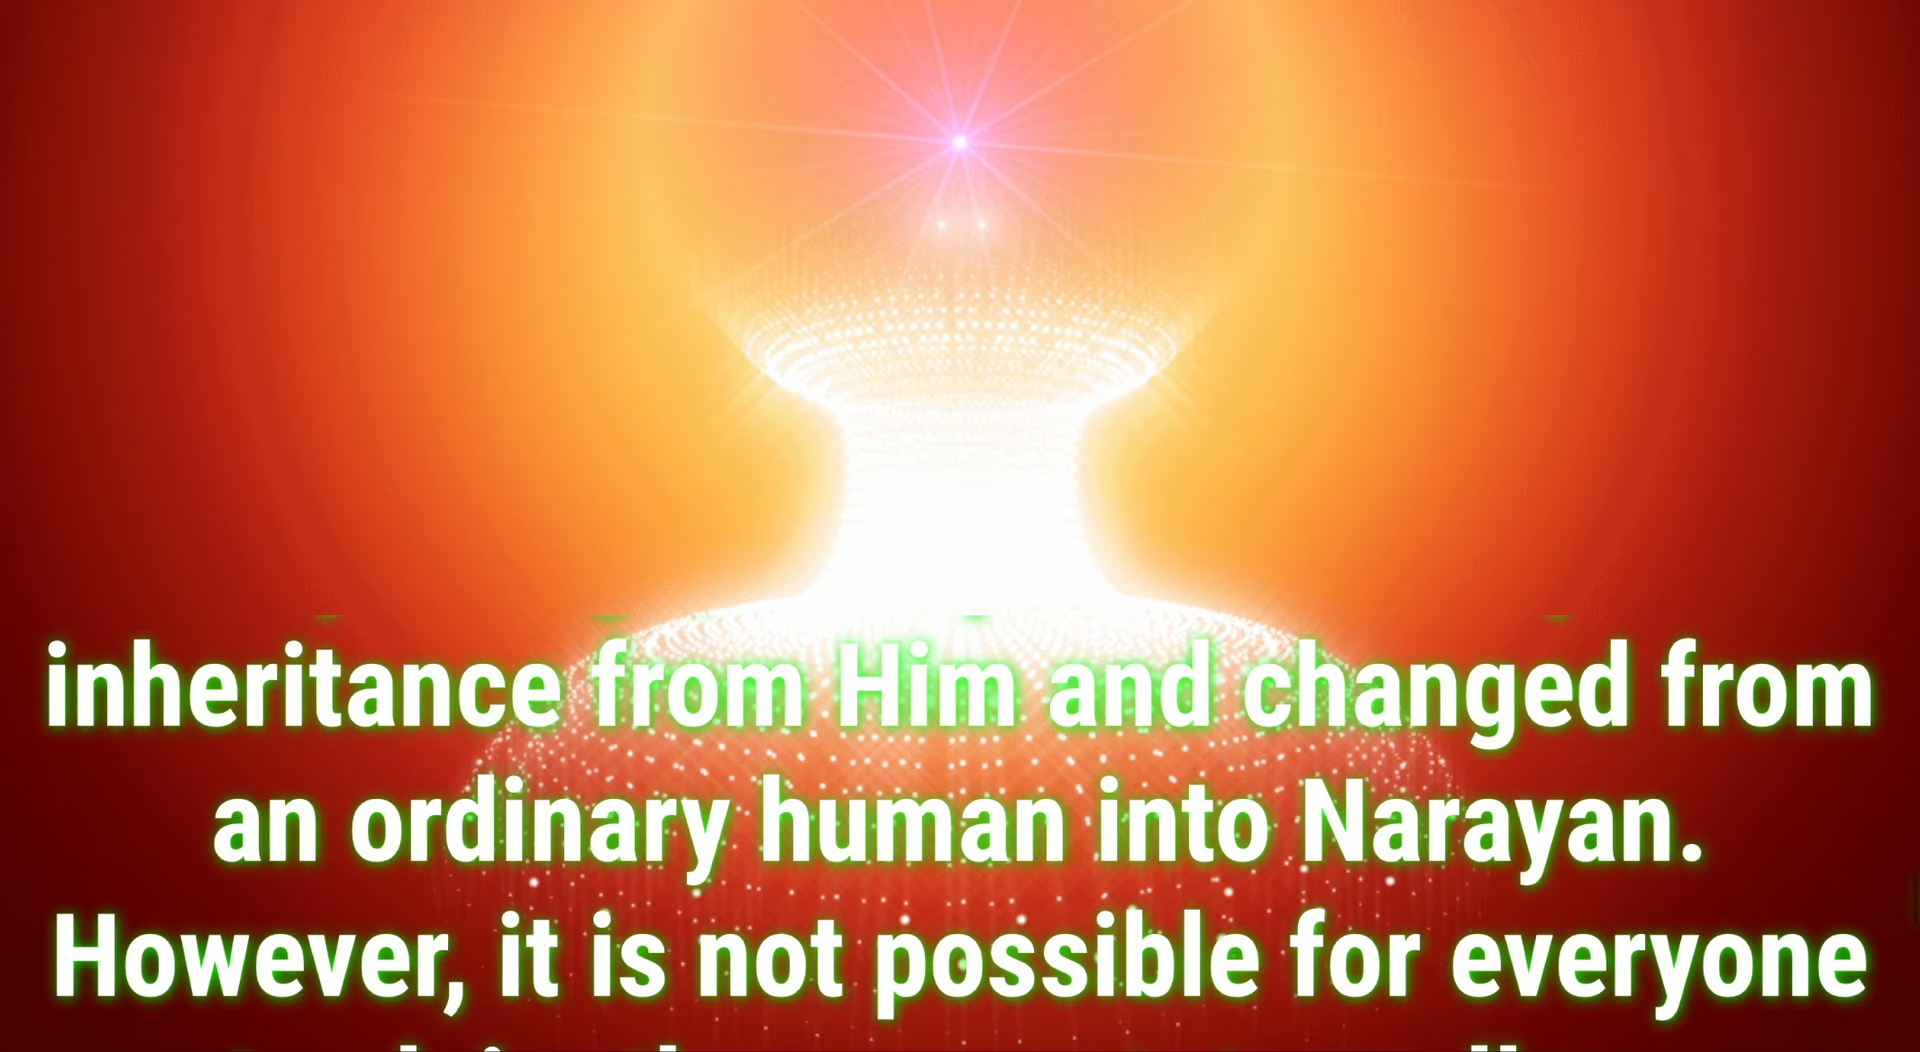 inheritance from Him and changed from
an ordinary human into Narayan.
However, it is not possible for everyone